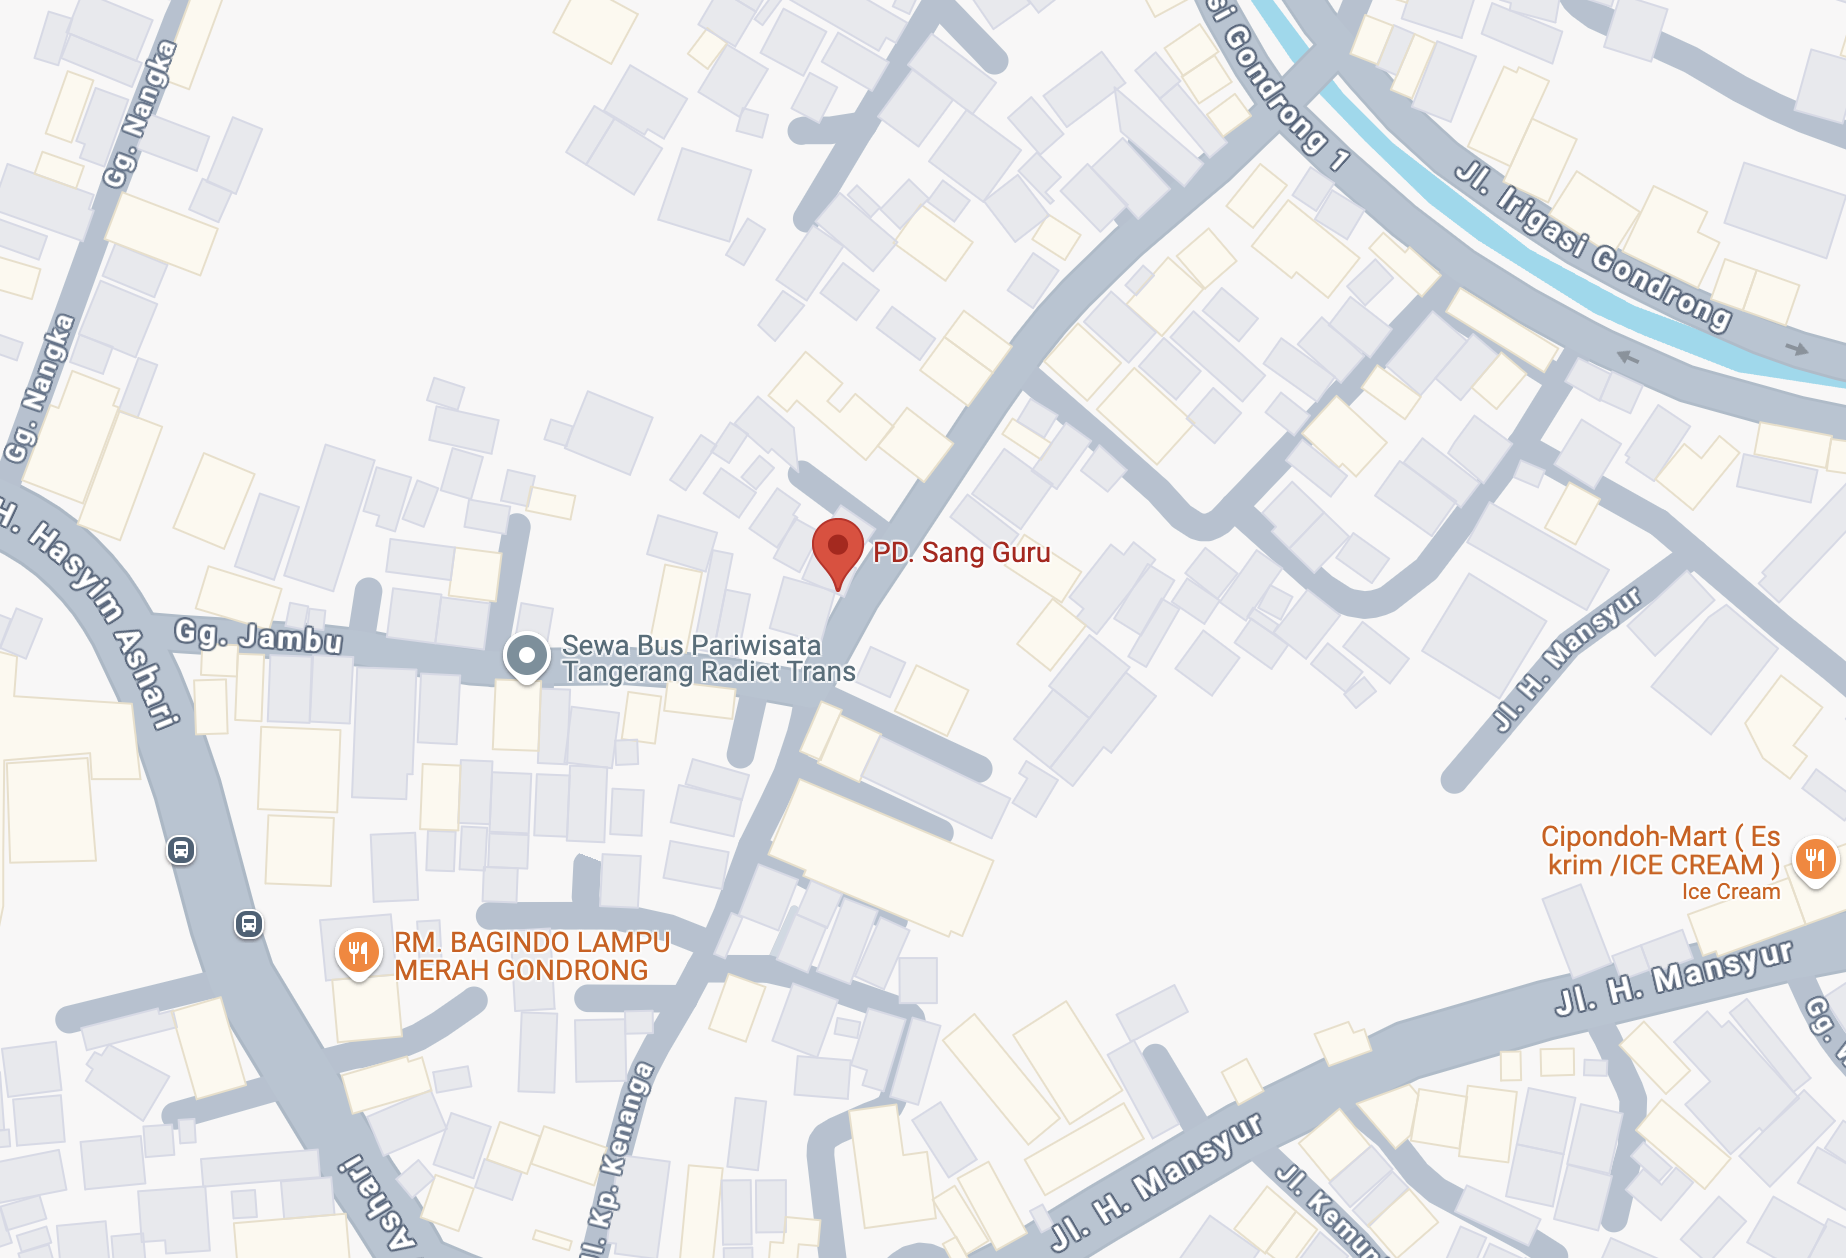 Gg. Nangka
si Gondrong 1
Jl. Irigasi Gondrong
Gg. Nangka
H. Hasyim Ashari
Gg. Jambu
PD. Sang Guru
Sewa Bus Pariwisata
Tangerang Radiet Trans
Jl. H. Mansyur
Cipondoh-Mart ( Es
krim /ICE CREAM )
Ice Cream
RM. BAGINDO LAMPU
MERAH GONDRONG
Jl. H. Mansyur
Gg.
Jl. Kp. Kenanga
Jl. H. Mansyur
Ashari
Jl. Kemun